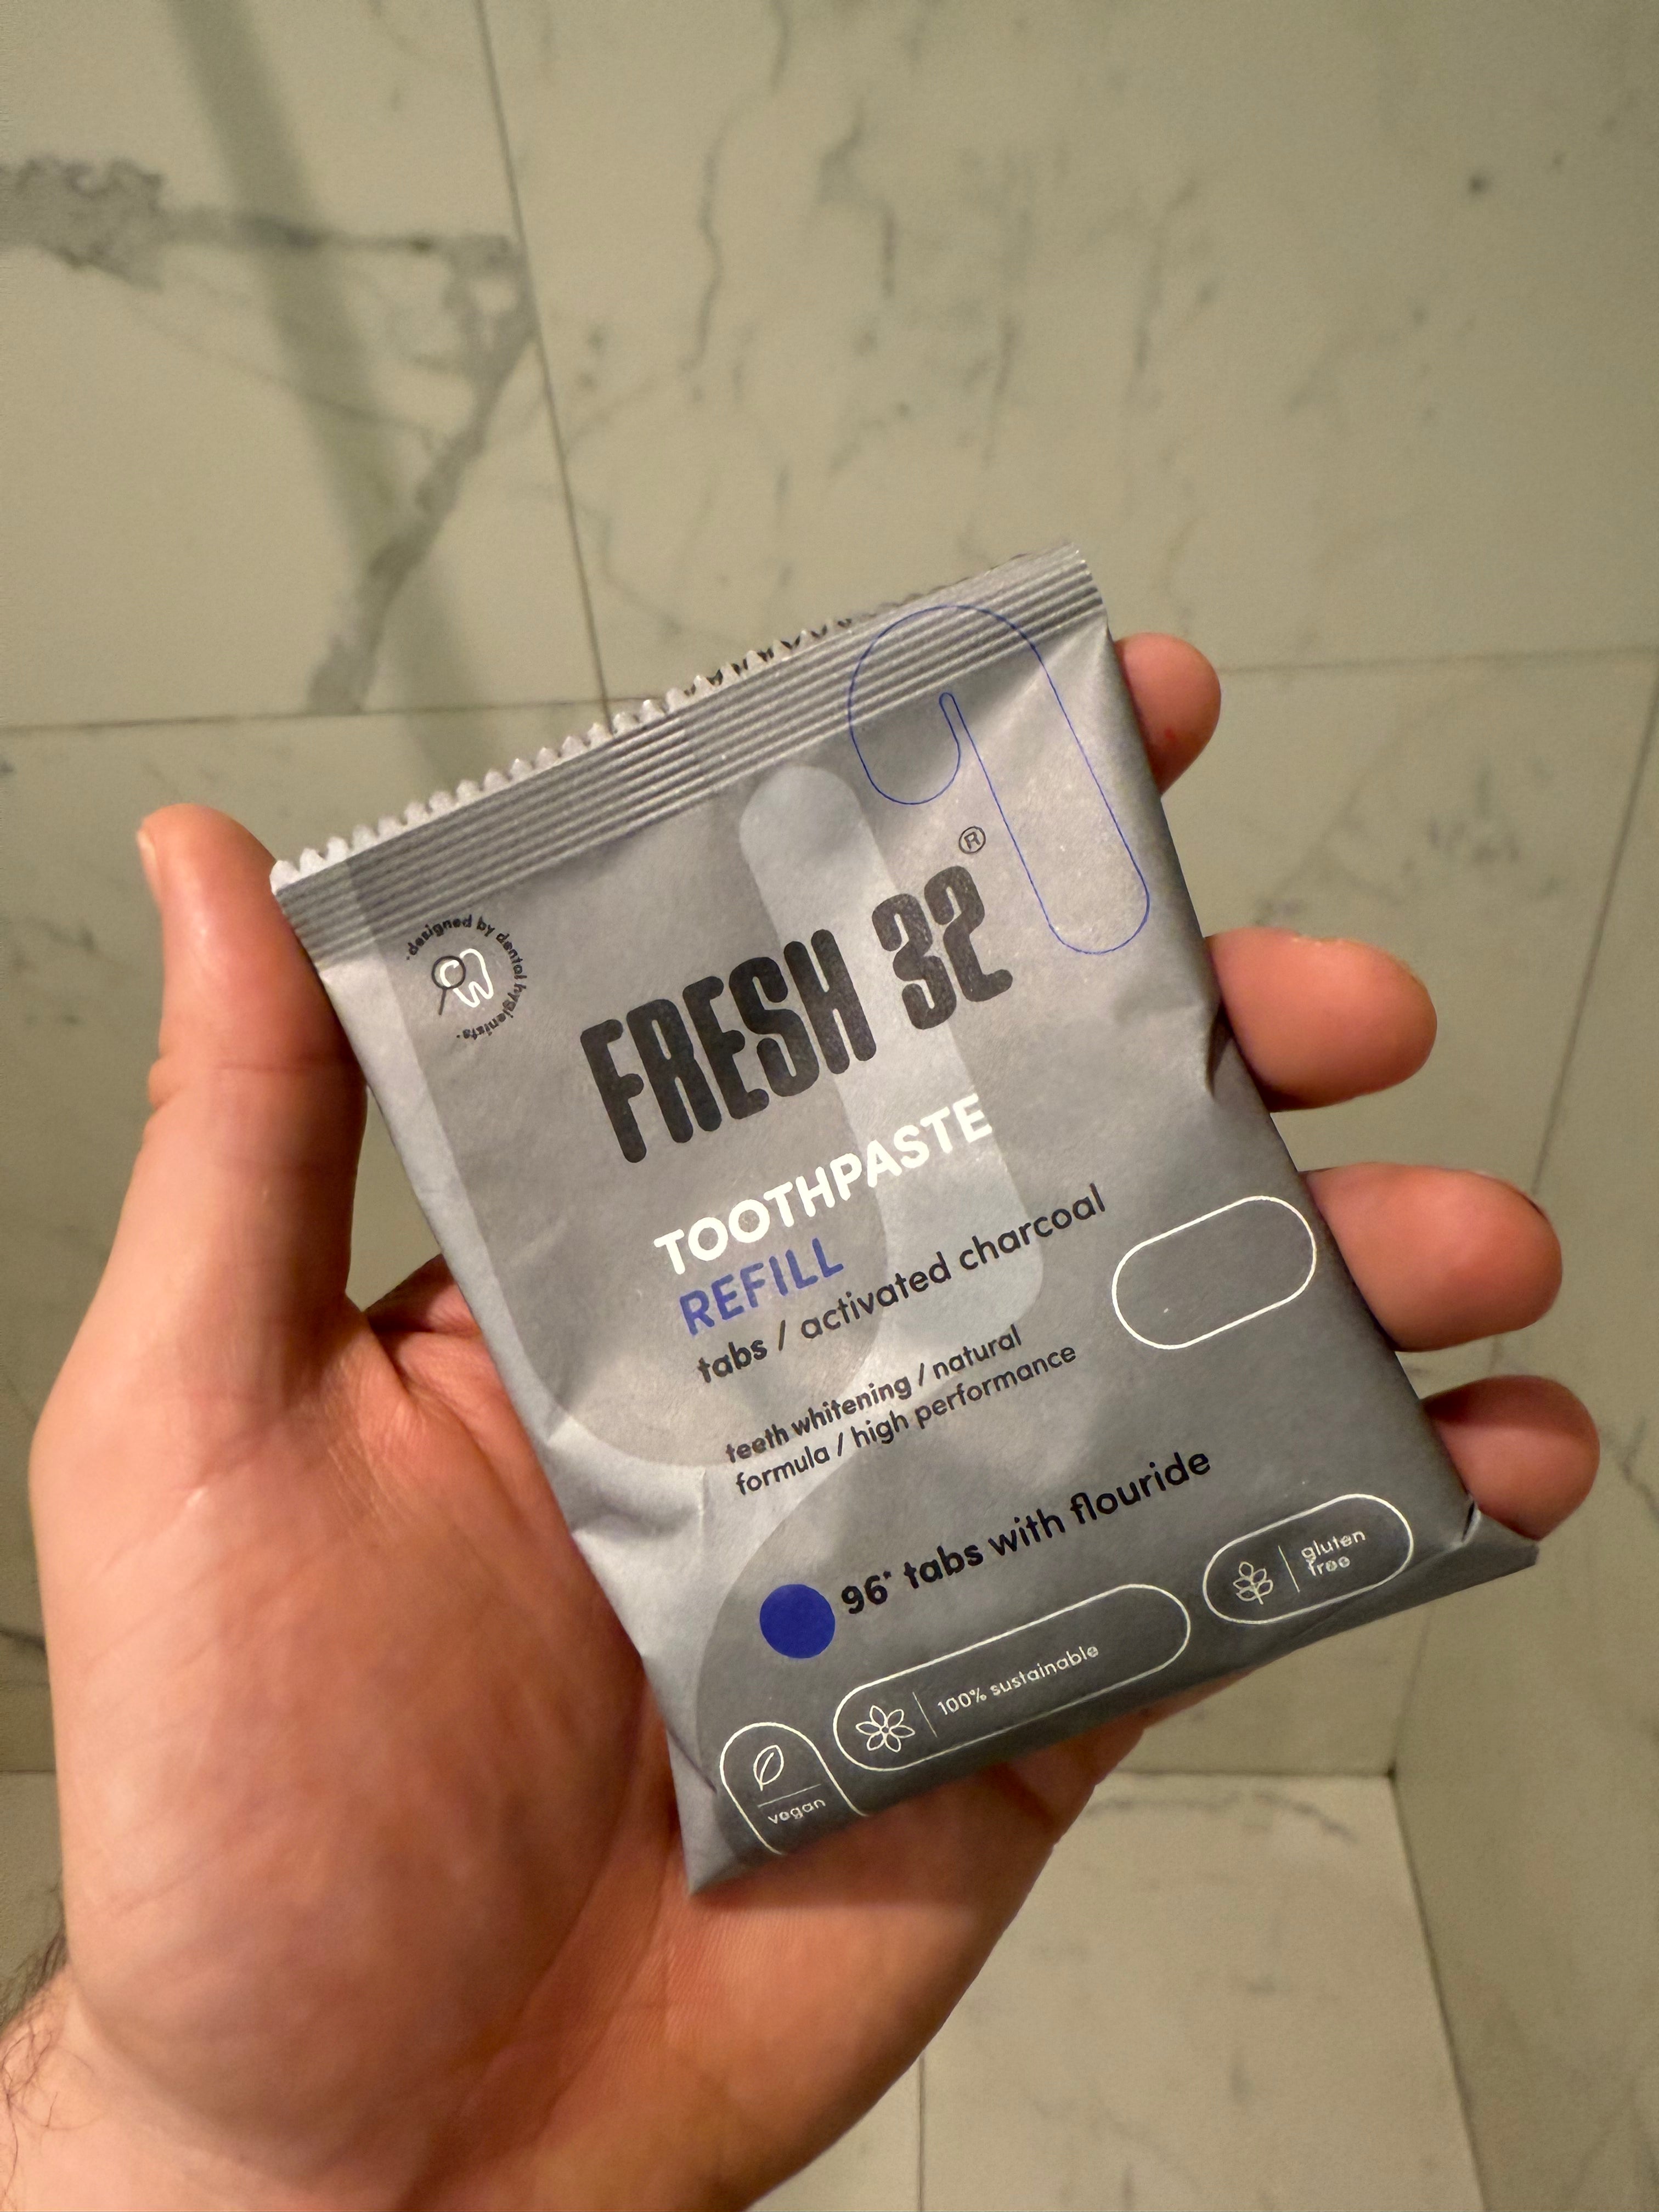 ·designed by dental hygienists·
FRESH 32®
TOOTHPASTE
REFILL
tabs / activated charcoal
teeth whitening / natural
formula / high performance
96* tabs with flouride
vegan
100% sustainable
gluten
free